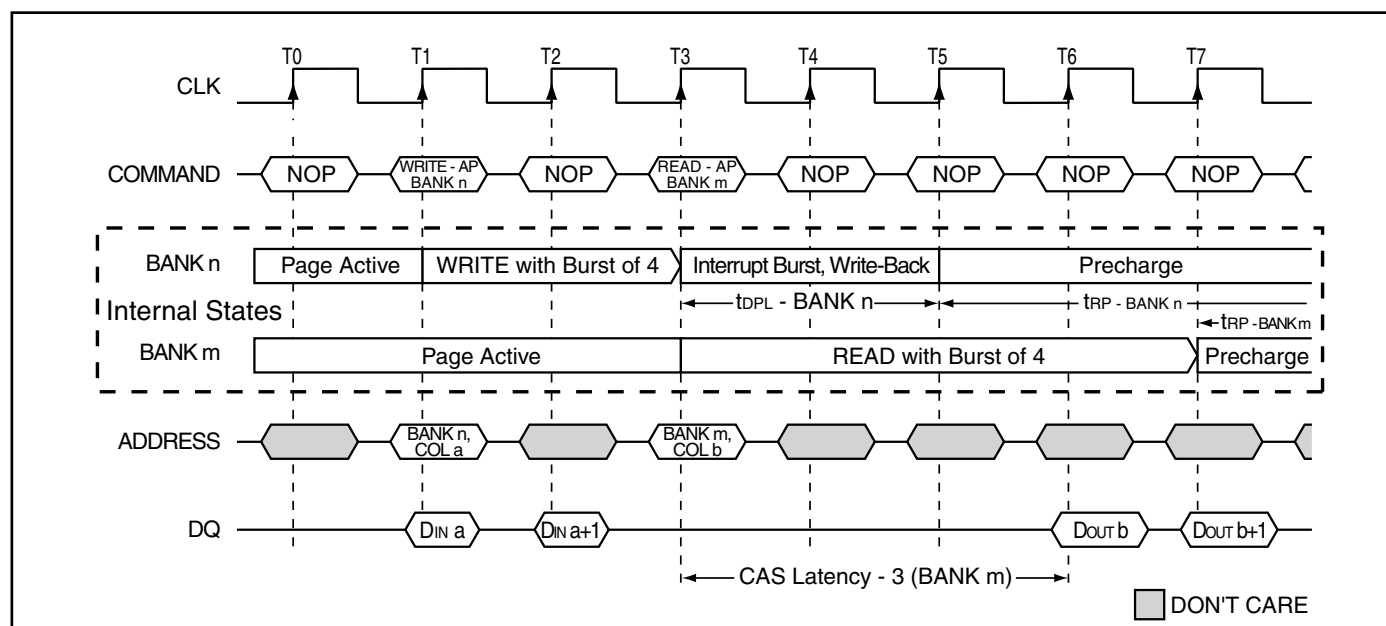 T0 T1 T2 T3 T4 T5 T6 T7
CLK
COMMAND NOP WRITE - AP BANK n NOP READ - AP BANK m NOP NOP NOP NOP
BANK n Page Active WRITE with Burst of 4 Interrupt Burst, Write-Back Precharge
tDPL - BANK n tRP - BANK n
Internal States
tRP - BANK m
BANK m Page Active READ with Burst of 4 Precharge
ADDRESS BANK n, COL a BANK m, COL b
DQ DIN a DIN a+1 DOUT b DOUT b+1
CAS Latency - 3 (BANK m)
DON'T CARE